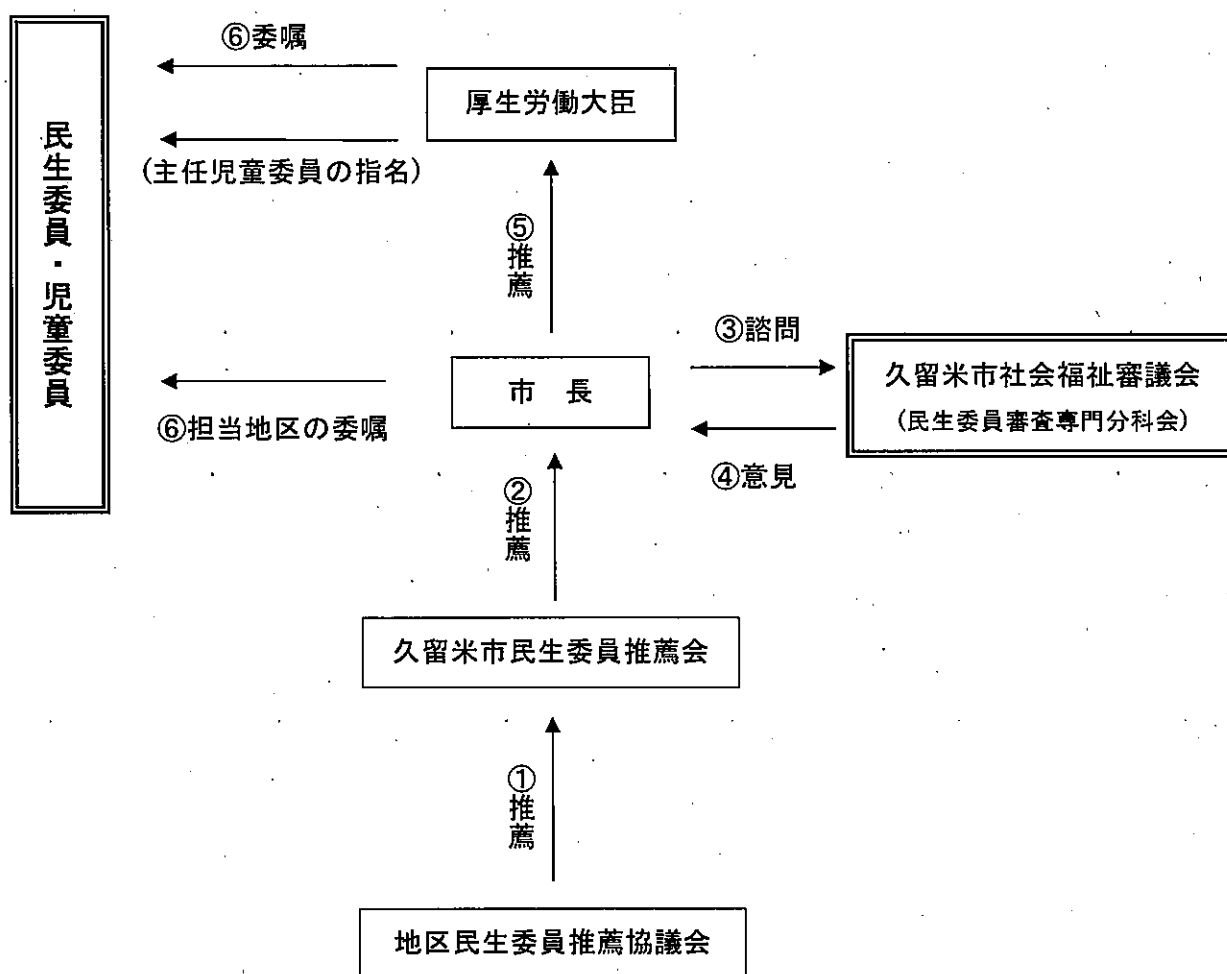 ⑥委嘱
厚生労働大臣
(主任児童委員の指名)
民生委員・児童委員
⑤推薦
③諮問
市 長
久留米市社会福祉審議会
(民生委員審査専門分科会)
⑥担当地区の委嘱
④意見
②推薦
久留米市民生委員推薦会
①推薦
地区民生委員推薦協議会